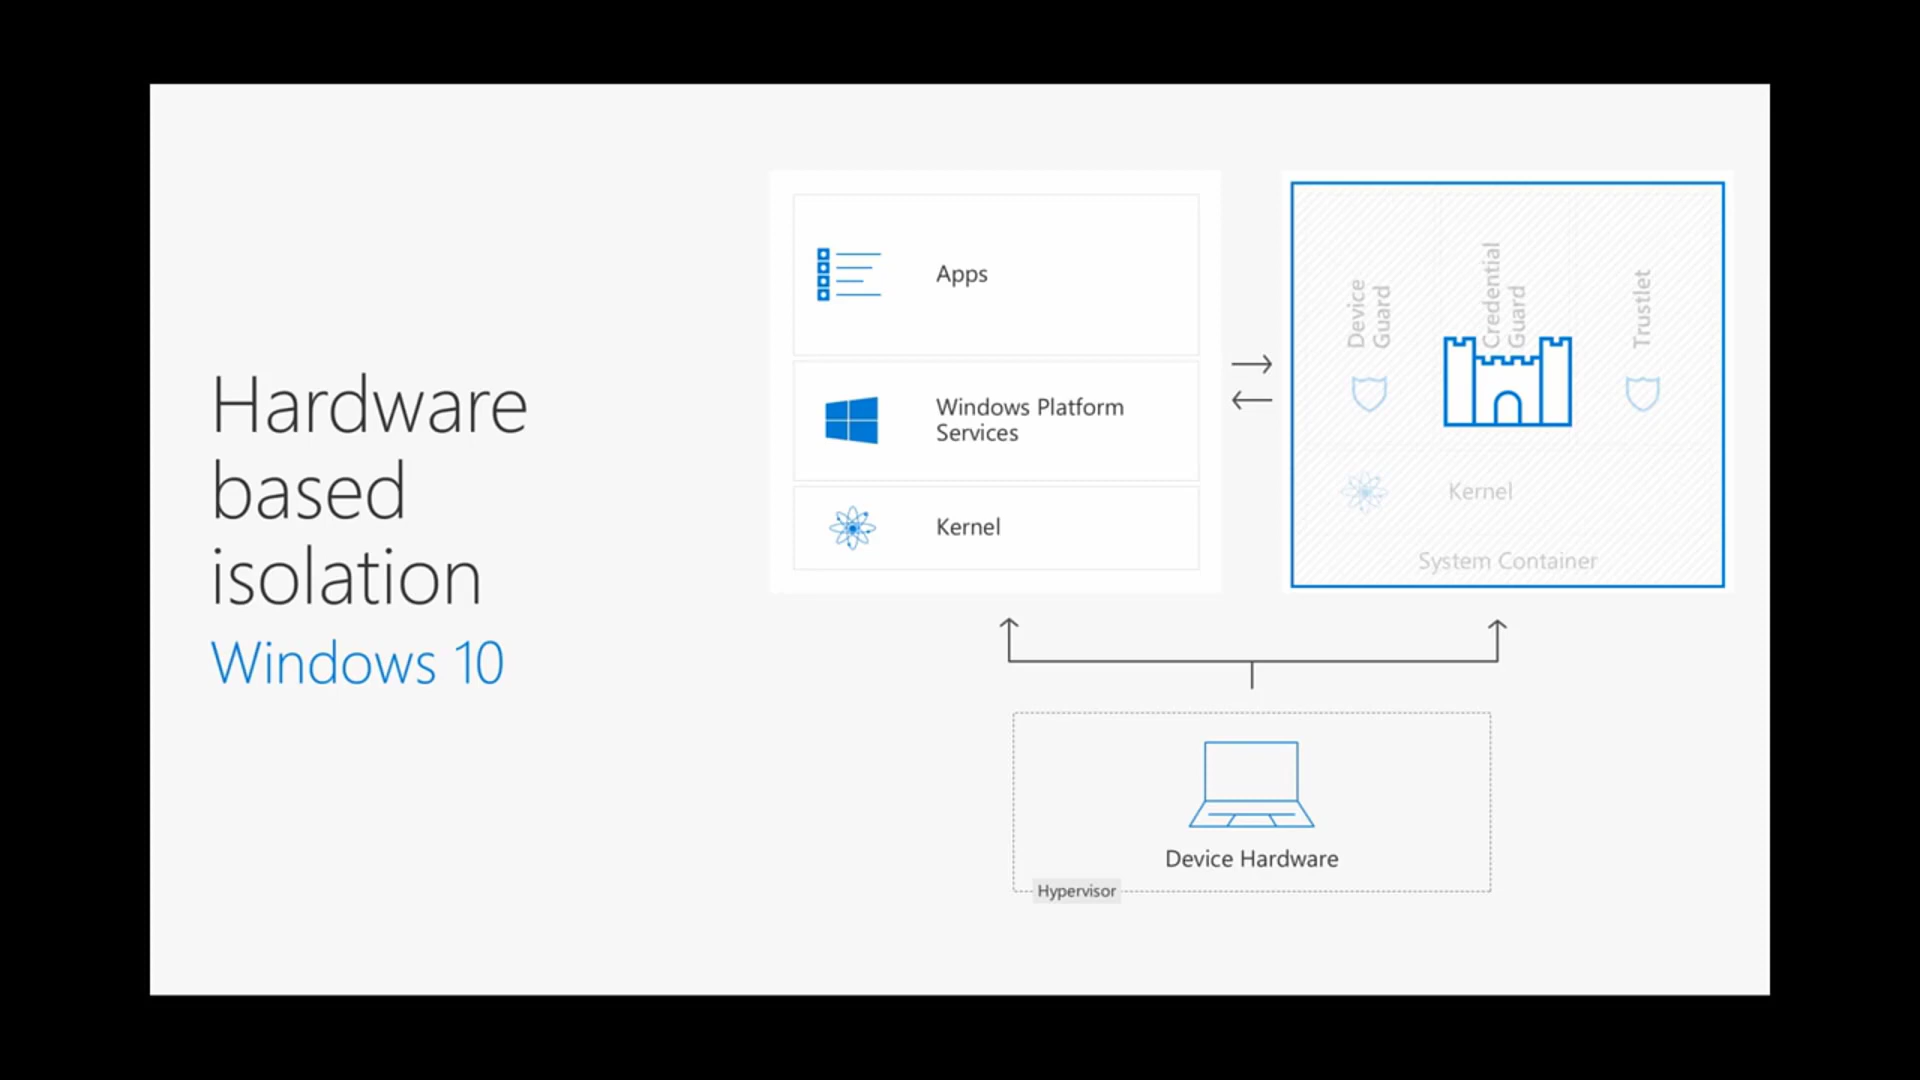 Hardware
based
isolation
Windows 10
Apps
Windows Platform
Services
Kernel
Device
Guard
Credential
Guard
Trustlet
Kernel
System Container
Device Hardware
Hypervisor